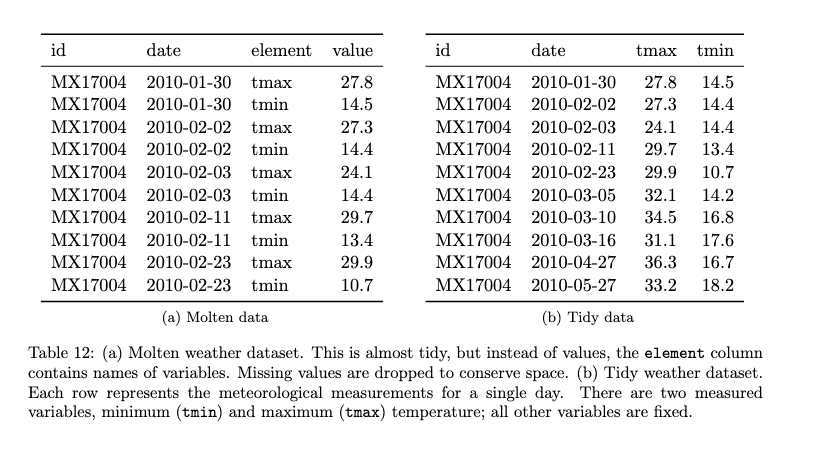 id date element value
MX17004 2010-01-30 tmax 27.8
MX17004 2010-01-30 tmin 14.5
MX17004 2010-02-02 tmax 27.3
MX17004 2010-02-02 tmin 14.4
MX17004 2010-02-03 tmax 24.1
MX17004 2010-02-03 tmin 14.4
MX17004 2010-02-11 tmax 29.7
MX17004 2010-02-11 tmin 13.4
MX17004 2010-02-23 tmax 29.9
MX17004 2010-02-23 tmin 10.7
(a) Molten data
id date tmax tmin
MX17004 2010-01-30 27.8 14.5
MX17004 2010-02-02 27.3 14.4
MX17004 2010-02-03 24.1 14.4
MX17004 2010-02-11 29.7 13.4
MX17004 2010-02-23 29.9 10.7
MX17004 2010-03-05 32.1 14.2
MX17004 2010-03-10 34.5 16.8
MX17004 2010-03-16 31.1 17.6
MX17004 2010-04-27 36.3 16.7
MX17004 2010-05-27 33.2 18.2
(b) Tidy data
Table 12: (a) Molten weather dataset. This is almost tidy, but instead of values, the element column
contains names of variables. Missing values are dropped to conserve space. (b) Tidy weather dataset.
Each row represents the meteorological measurements for a single day. There are two measured
variables, minimum (tmin) and maximum (tmax) temperature; all other variables are fixed.